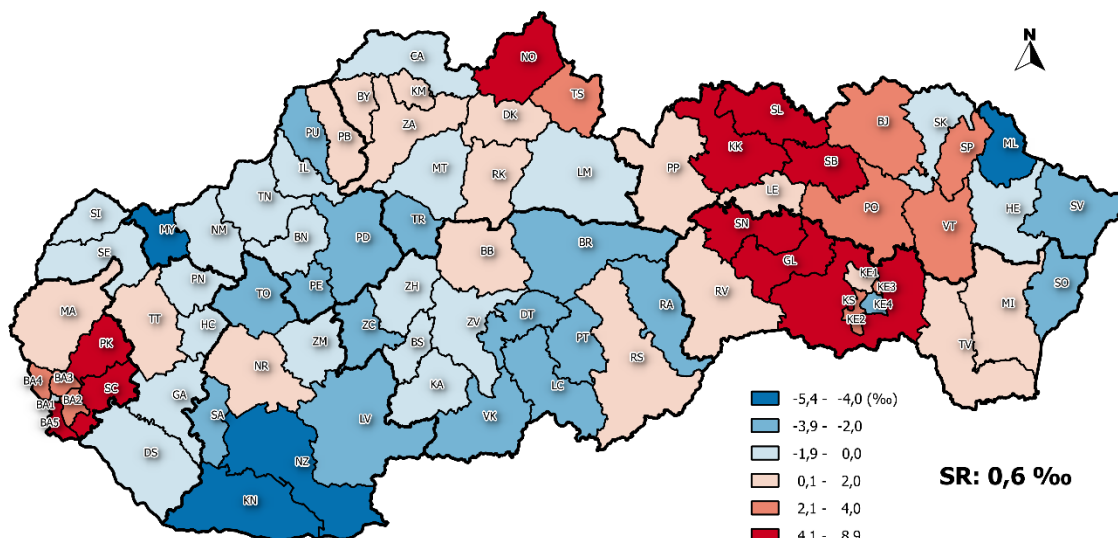 N
CA
NO
KM
BY
TS
DK
ZA
PU
PB
SL
BJ
SK
SP
ML
KK
SB
MT
LM
RK
PP
LE
IL
TN
PO
VT
HE
SV
SI
MY
NM
BN
TR
PD
BB
BR
SN
GL
SE
PN
PE
TO
ZH
RA
RV
KE1
KE3
KS
KE4
KE2
MI
SO
MA
TT
HC
ZC
ZV
DT
PT
BS
ZM
RS
TV
PK
NR
KA
LC
SC
GA
SA
LV
VK
BA4
BA3
BA1
BA2
BA5
DS
NZ
KN
-5,4 - -4,0 (‰)
-3,9 - -2,0
-1,9 - 0,0
0,1 - 2,0
2,1 - 4,0
4,1 - 8,9
SR: 0,6 ‰